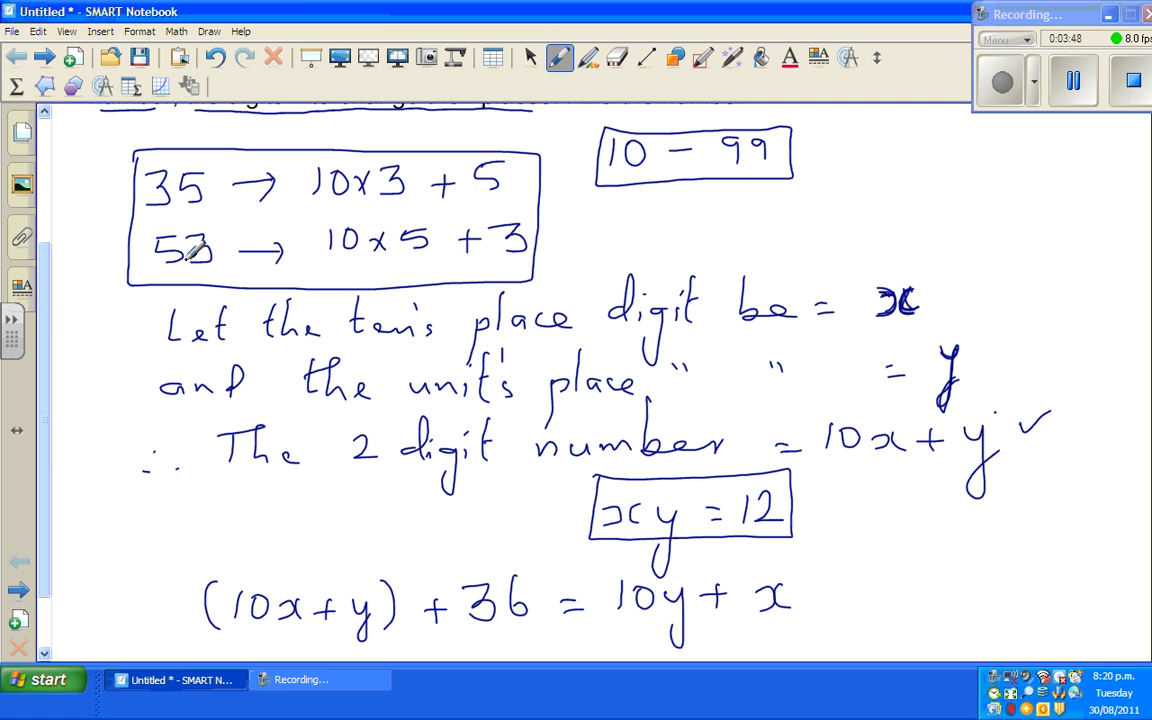 Untitled * - SMART Notebook
Recording...
File Edit View Insert Format Math Draw Help
Menu 0:03:48 8.0 fps
10 - 99
35 → 10x3 + 5
53 → 10 x 5 + 3
Let the ten's place digit be = x
and the unit's place " " = y
∴ The 2 digit number = 10x + y ✓
xy = 12
(10x+y) + 36 = 10y + x
start Untitled * - SMART N... Recording... 8:20 p.m.
Tuesday
30/08/2011